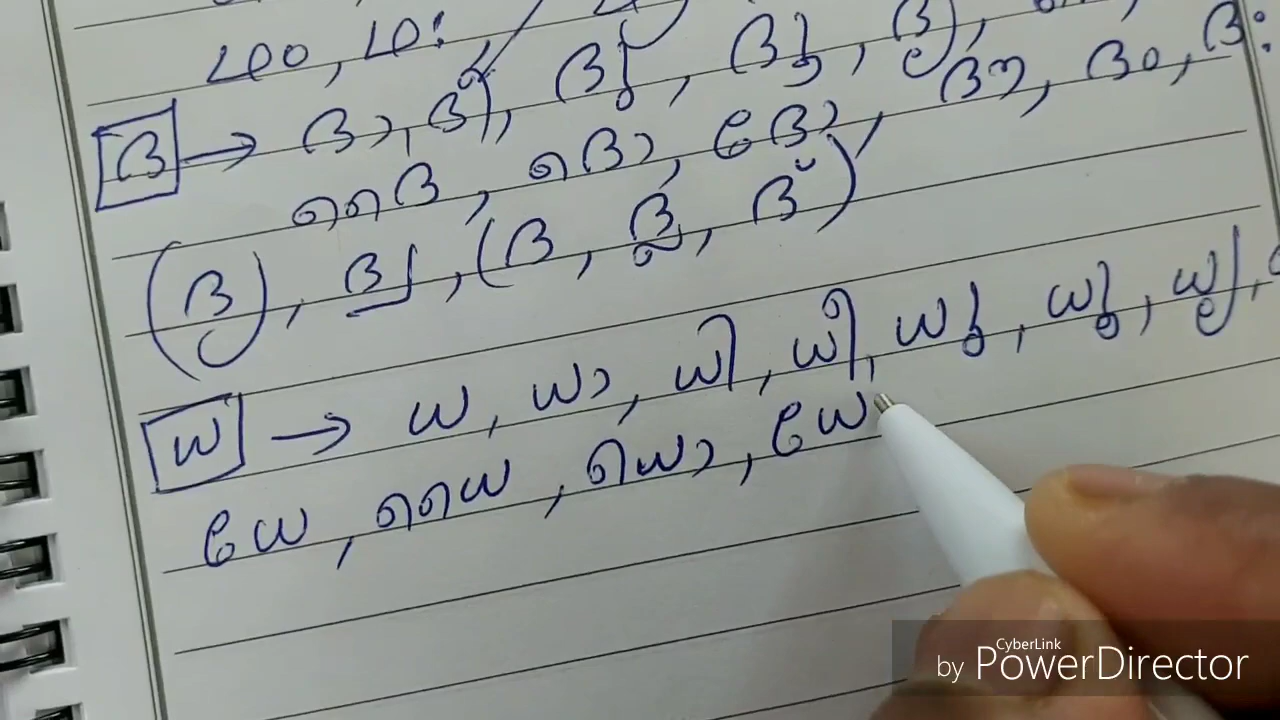 ഥം, ഥഃ
ദ → ദാ, ദി, ദു, ദൂ, ദൃ,
ദൈ, ദൊ, ദോ, ദൗ, ദം, ദഃ
(ദ), ദ്യ, (ദ, ദ്ധ, ദ്)
ധ → ധ, ധാ, ധി, ധീ, ധു, ധൂ, ധൃ,
ധേ, ധൈ, ധൊ, ധേ
CyberLink
by PowerDirector